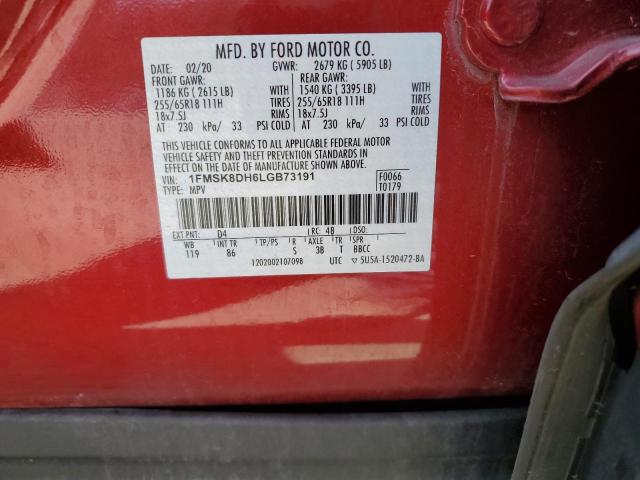 MFD. BY FORD MOTOR CO.
DATE: 02/20 GVWR: 2679 KG ( 5905 LB)
FRONT GAWR: REAR GAWR:
1186 KG ( 2615 LB) WITH 1540 KG ( 3395 LB) WITH
255/65R18 111H TIRES 255/65R18 111H TIRES
18x7.5J RIMS 18x7.5J RIMS
AT 230 kPa/ 33 PSI COLD AT 230 kPa/ 33 PSI COLD
THIS VEHICLE CONFORMS TO ALL APPLICABLE FEDERAL MOTOR
VEHICLE SAFETY AND THEFT PREVENTION STANDARDS IN
EFFECT ON THE DATE OF MANUFACTURE SHOWN ABOVE.
VIN: 1FMSK8DH6LGB73191 F0066
TYPE: MPV T0179
EXT PNT: D4 RC: 48 DSO:
WB INT TR TP/PS R AXLE TR SPR
119 86 S 3B T BBCC
1202002107098 UTC ▽ 5U5A-1520472-BA